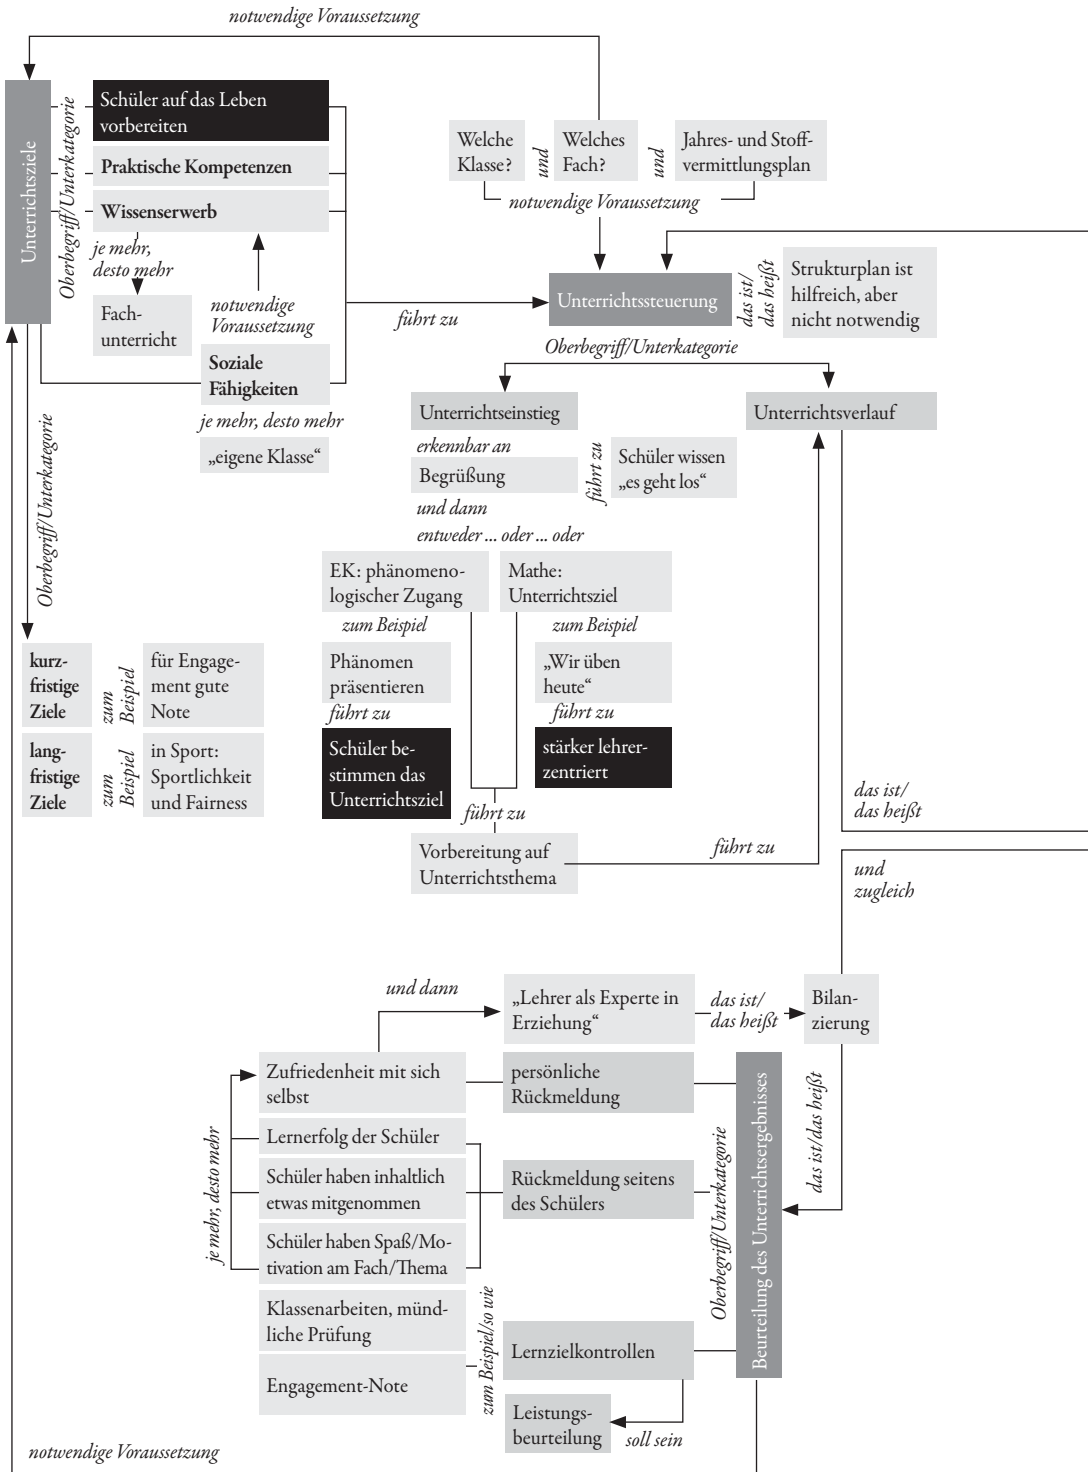 notwendige Voraussetzung
Unterrichtsziele
Oberbegriff/Unterkategorie
Schüler auf das Leben
vorbereiten
Praktische Kompetenzen
Wissenserwerb
je mehr,
desto mehr
Fach-
unterricht
notwendige
Voraussetzung
Soziale
Fähigkeiten
je mehr, desto mehr
„eigene Klasse“
führt zu
Welche
Klasse?
und
Welches
Fach?
und
Jahres- und Stoff-
vermittlungsplan
notwendige Voraussetzung
Unterrichtssteuerung
das ist/
das heißt
Strukturplan ist
hilfreich, aber
nicht notwendig
Oberbegriff/Unterkategorie
Unterrichtseinstieg
Unterrichtsverlauf
erkennbar an
Begrüßung
führt zu
Schüler wissen
„es geht los“
und dann
entweder ... oder ... oder
EK: phänomeno-
logischer Zugang
Mathe:
Unterrichtsziel
zum Beispiel
zum Beispiel
Phänomen
präsentieren
„Wir üben
heute“
führt zu
führt zu
Schüler be-
stimmen das
Unterrichtsziel
stärker lehrer-
zentriert
führt zu
Vorbereitung auf
Unterrichtsthema
führt zu
Oberbegriff/Unterkategorie
kurz-
fristige
Ziele
zum
Beispiel
für Engage-
ment gute
Note
lang-
fristige
Ziele
zum
Beispiel
in Sport:
Sportlichkeit
und Fairness
das ist/
das heißt
und
zugleich
und dann
„Lehrer als Experte in
Erziehung“
das ist/
das heißt
Bilan-
zierung
Zufriedenheit mit sich
selbst
persönliche
Rückmeldung
je mehr, desto mehr
Lernerfolg der Schüler
Schüler haben inhaltlich
etwas mitgenommen
Schüler haben Spaß/Mo-
tivation am Fach/Thema
Rückmeldung seitens
des Schülers
Oberbegriff/Unterkategorie
Beurteilung des Unterrichtsergebnisses
das ist/das heißt
Klassenarbeiten, münd-
liche Prüfung
Engagement-Note
zum Beispiel/so wie
Lernzielkontrollen
Leistungs-
beurteilung
soll sein
notwendige Voraussetzung